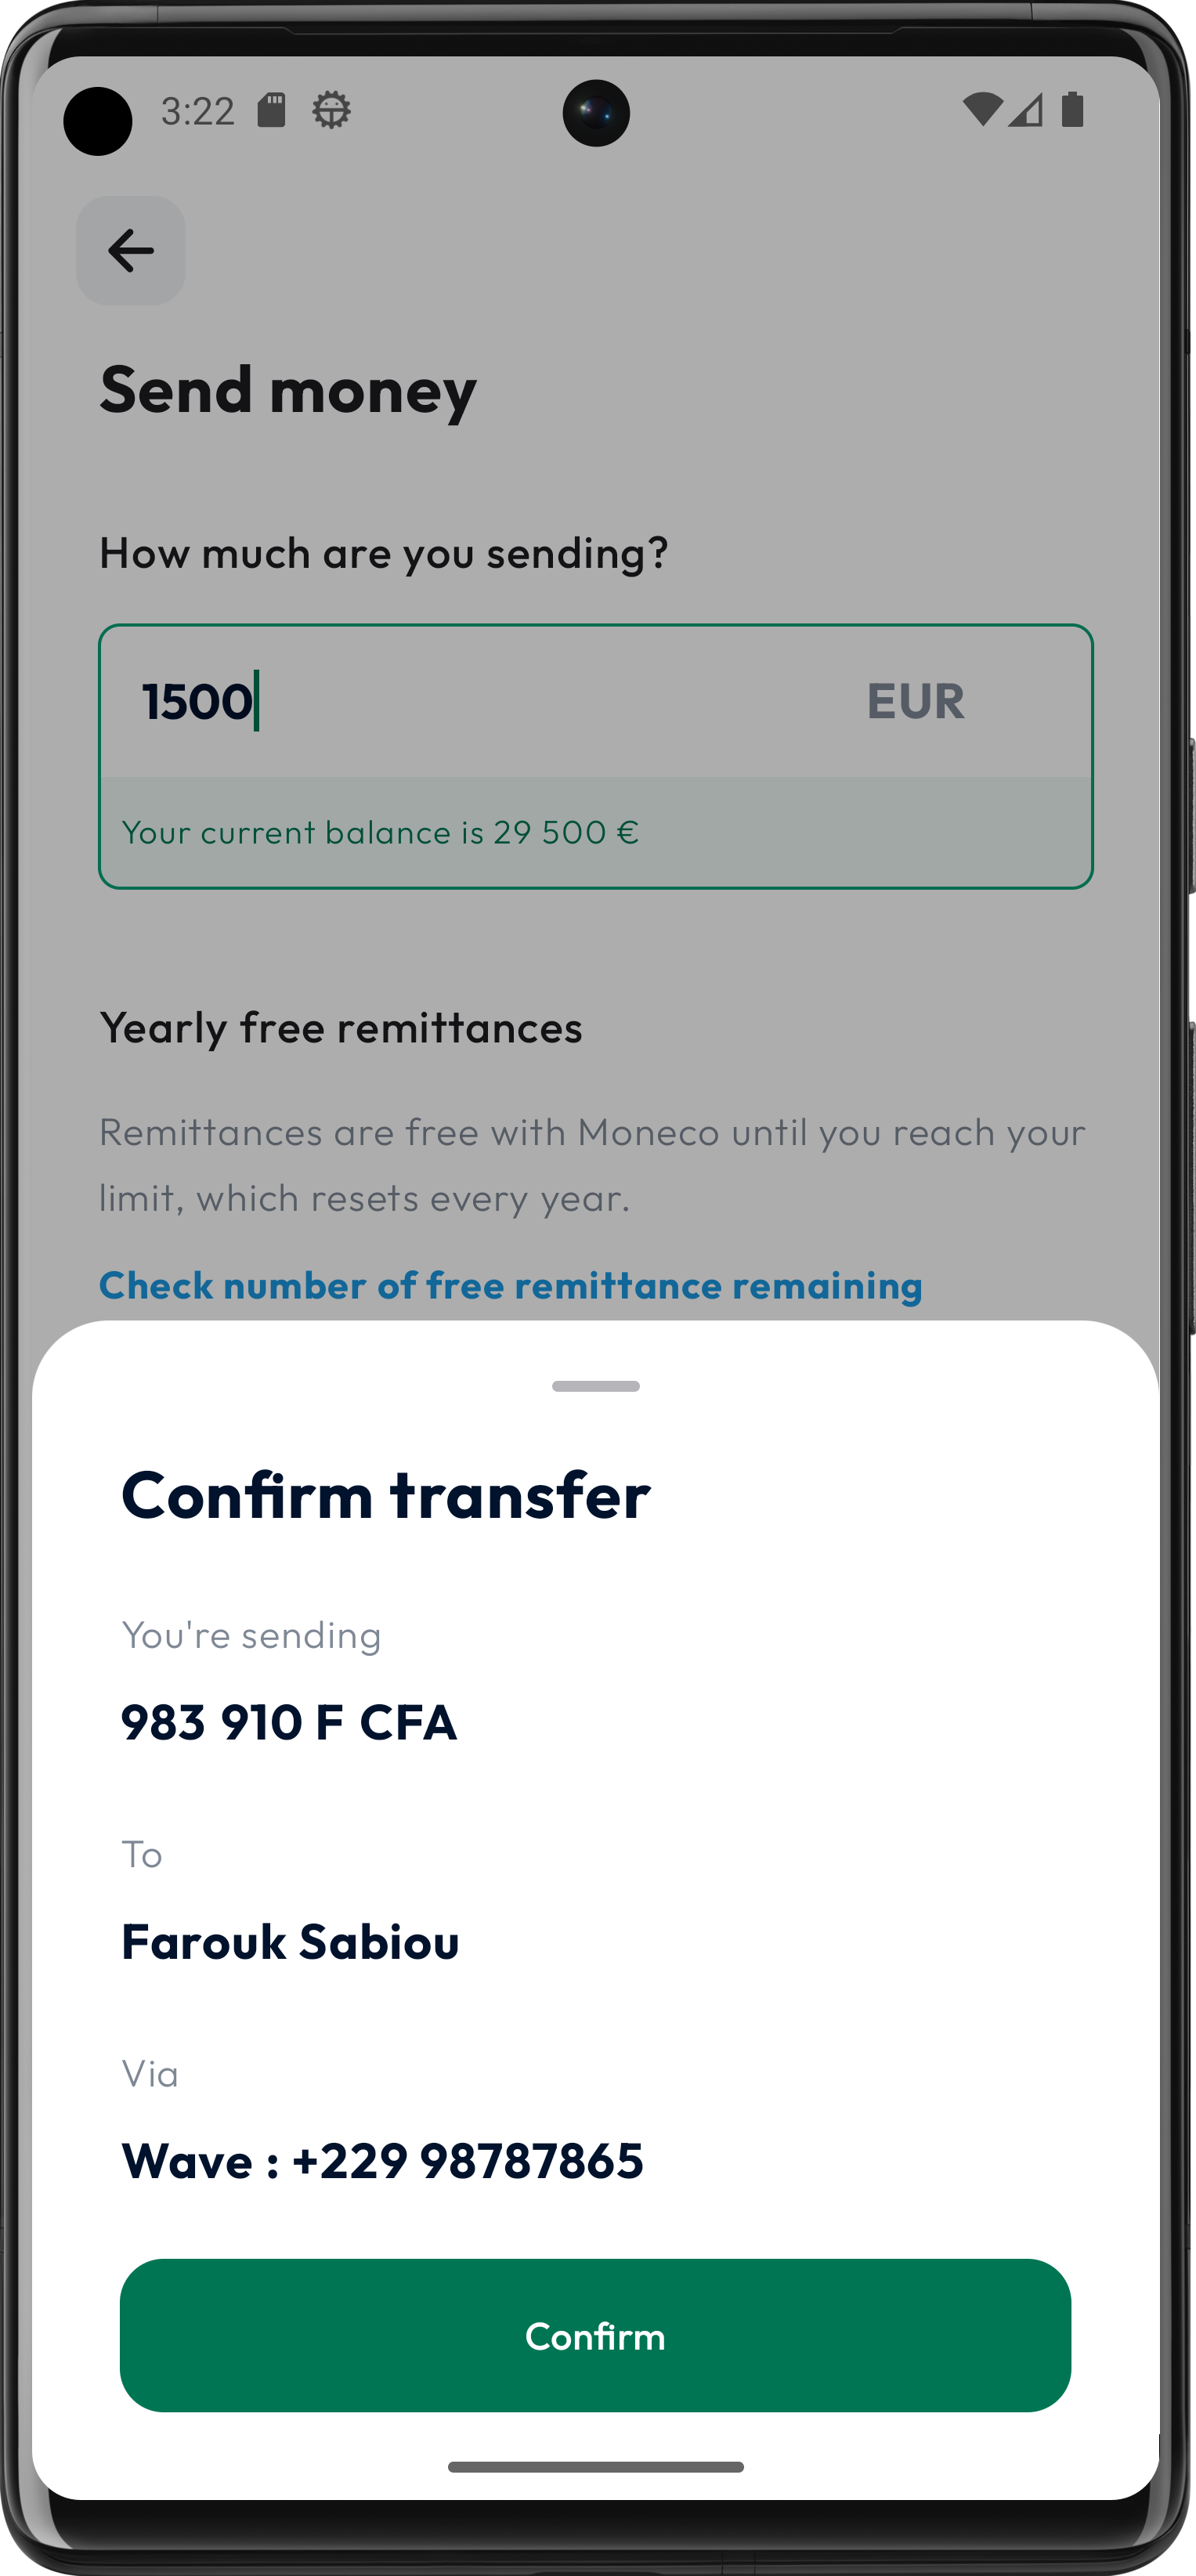 3:22
Send money
How much are you sending?
1500 EUR
Your current balance is 29 500 €
Yearly free remittances
Remittances are free with Moneco until you reach your
limit, which resets every year.
Check number of free remittance remaining
Confirm transfer
You're sending
983 910 F CFA
To
Farouk Sabiou
Via
Wave : +229 98787865
Confirm